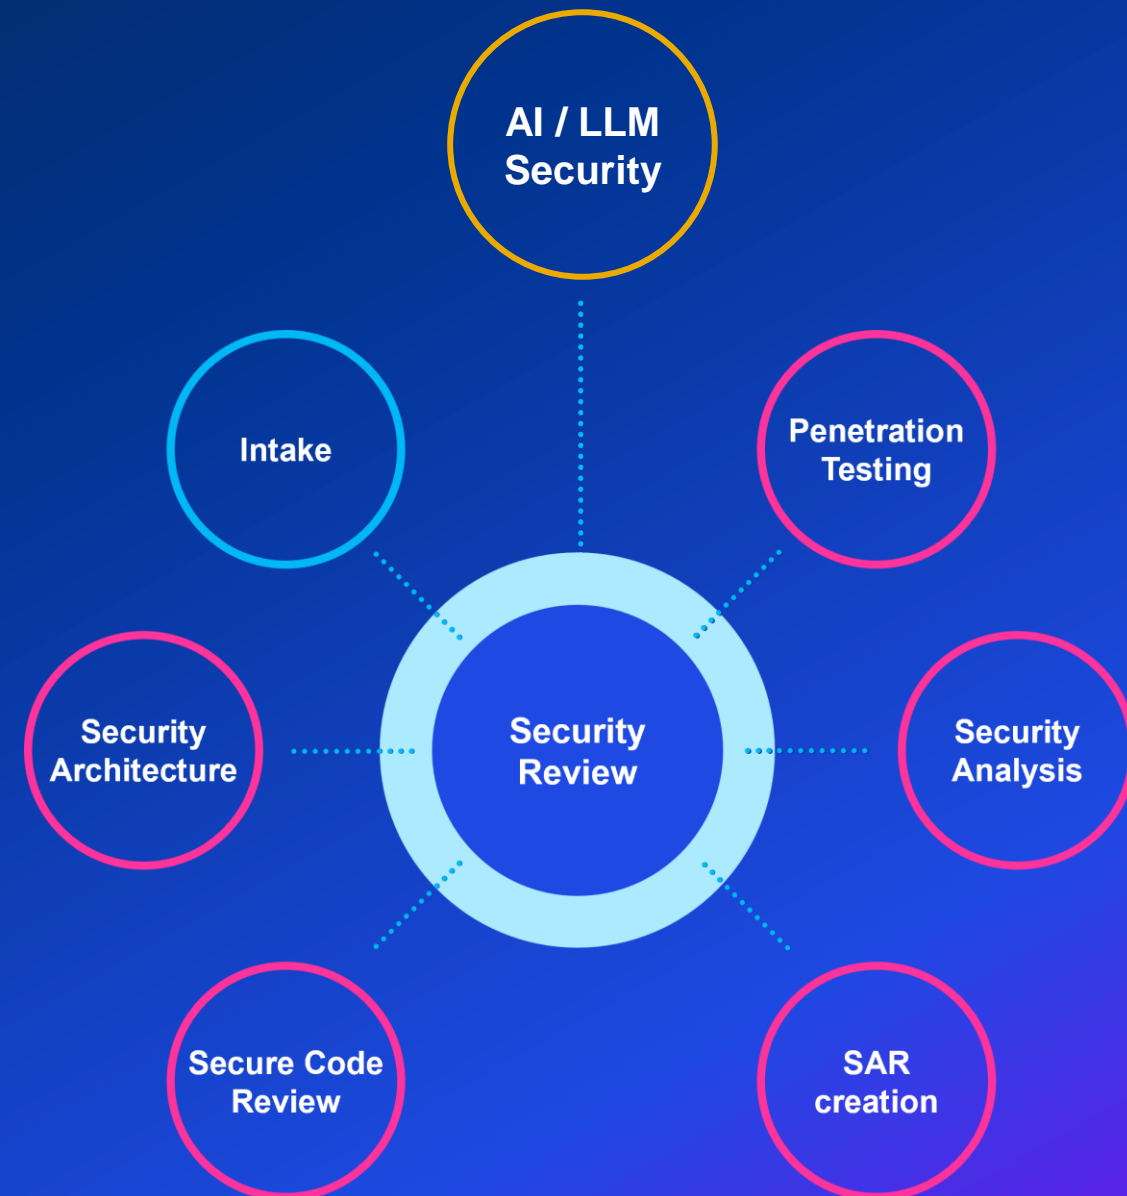 AI / LLM
Security
Intake
Penetration
Testing
Security
Architecture
Security
Review
Security
Analysis
Secure Code
Review
SAR
creation